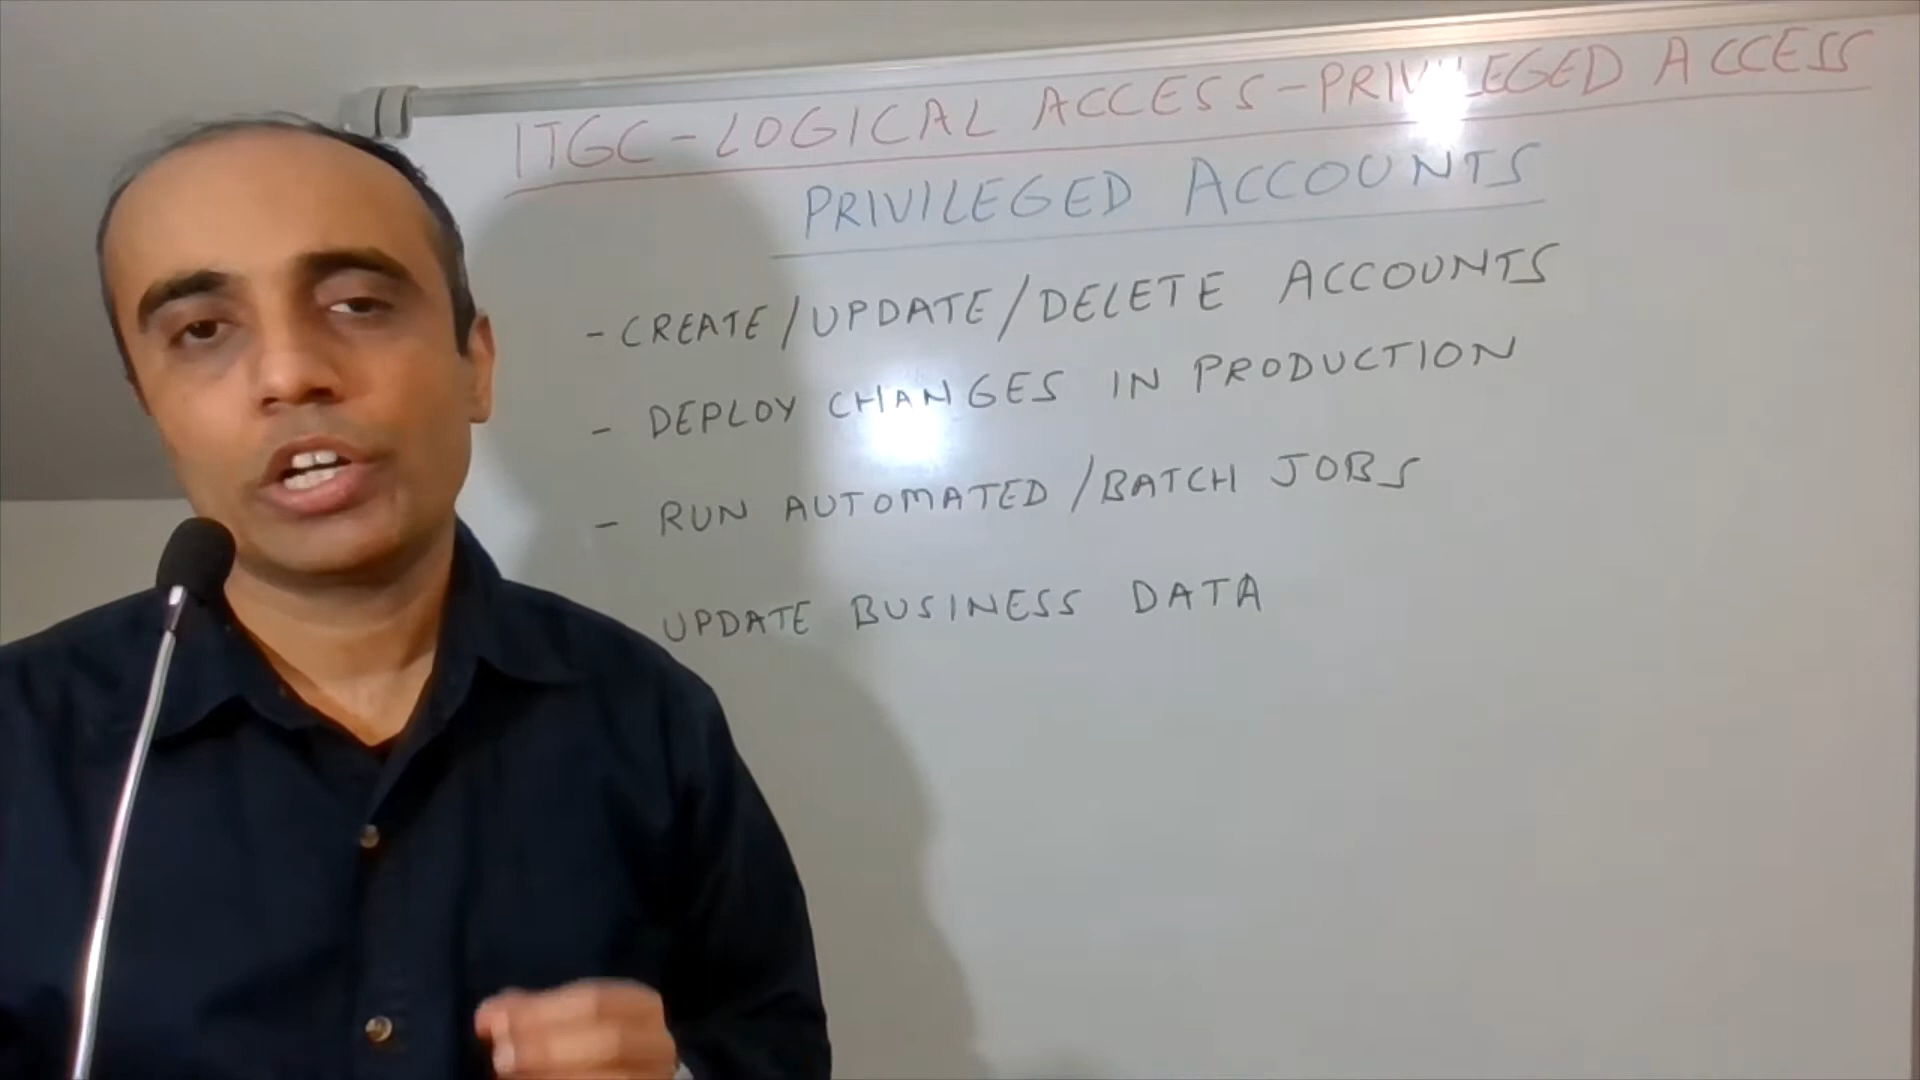 ITGC-LOGICAL ACCESS-PRIVILEGED ACCESS
PRIVILEGED ACCOUNTS
- CREATE/UPDATE/DELETE ACCOUNTS
- DEPLOY CHANGES IN PRODUCTION
- RUN AUTOMATED/BATCH JOBS
UPDATE BUSINESS DATA